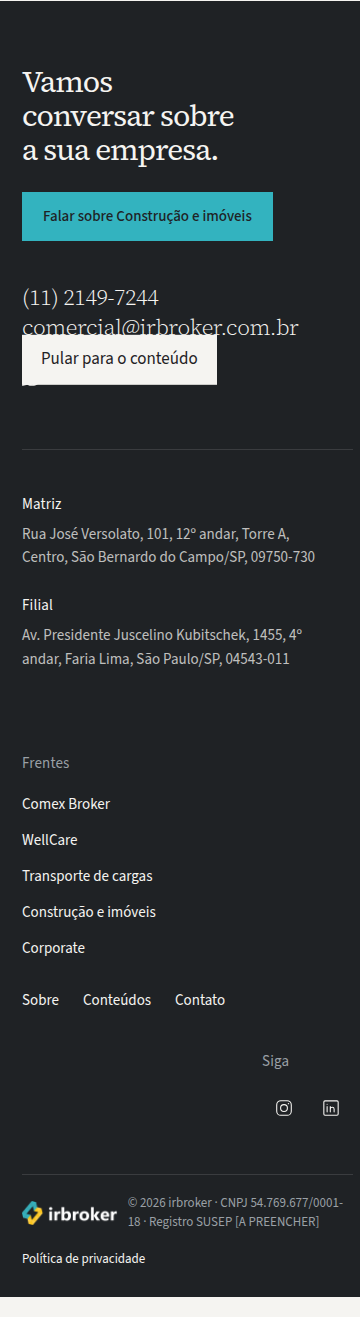 Vamos
conversar sobre
a sua empresa.
Falar sobre Construção e imóveis
(11) 2149-7244
comercial@irbroker.com.br
Pular para o conteúdo
Matriz
Rua José Versolato, 101, 12º andar, Torre A,
Centro, São Bernardo do Campo/SP, 09750-730
Filial
Av. Presidente Juscelino Kubitschek, 1455, 4º
andar, Faria Lima, São Paulo/SP, 04543-011
Frentes
Comex Broker
WellCare
Transporte de cargas
Construção e imóveis
Corporate
Sobre Conteúdos Contato
Siga
irbroker
© 2026 irbroker · CNPJ 54.769.677/0001-
18 · Registro SUSEP [A PREENCHER]
Política de privacidade